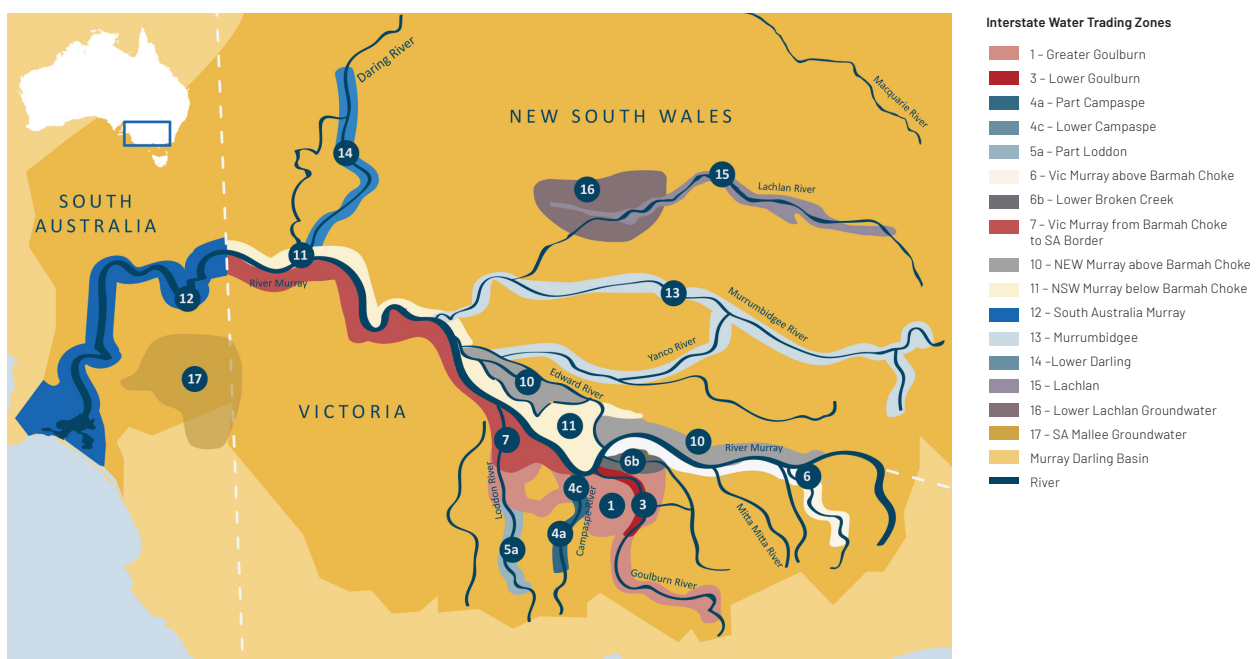 Interstate Water Trading Zones
1 – Greater Goulburn
3 – Lower Goulburn
4a – Part Campaspe
4c – Lower Campaspe
5a – Part Loddon
6 – Vic Murray above Barmah Choke
6b – Lower Broken Creek
7 – Vic Murray from Barmah Choke
to SA Border
10 – NEW Murray above Barmah Choke
11 – NSW Murray below Barmah Choke
12 – South Australia Murray
13 – Murrumbidgee
14 –Lower Darling
15 – Lachlan
16 – Lower Lachlan Groundwater
17 – SA Mallee Groundwater
Murray Darling Basin
River
Daring River
Macquarie River
NEW SOUTH WALES
14
15
16
Lachlan River
SOUTH
AUSTRALIA
11
River Murray
12
13
Murrumbidgee River
Yanco River
17
10
Edward River
VICTORIA
11
7
10
River Murray
6b
6
Loddon River
4c
Campaspe River
1
3
Mitta Mitta River
4a
5a
Goulburn River